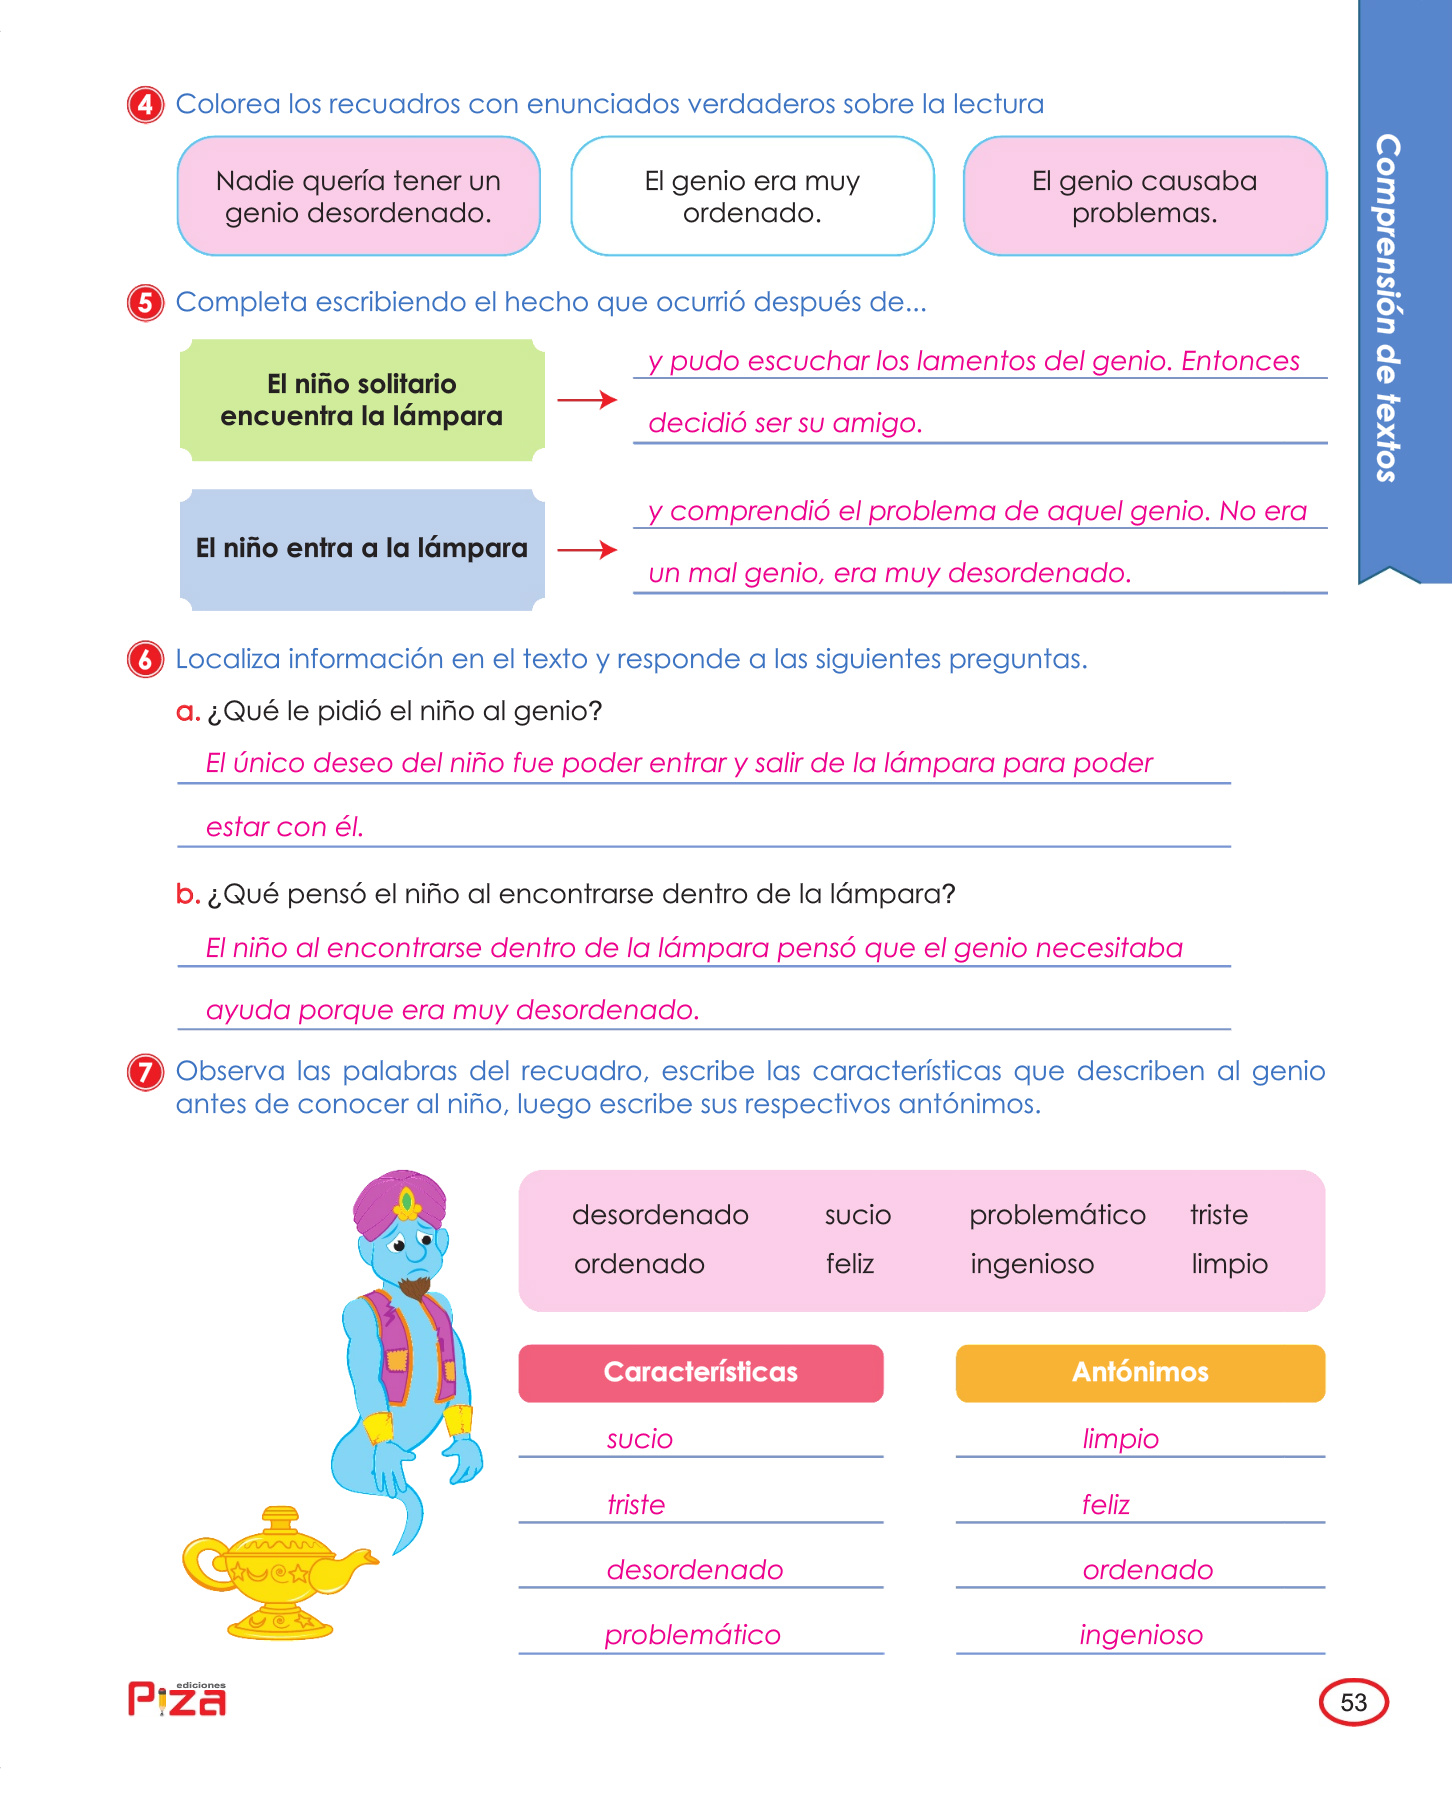 4 Colorea los recuadros con enunciados verdaderos sobre la lectura
Nadie quería tener un
genio desordenado.
El genio era muy
ordenado.
El genio causaba
problemas.
Comprensión de textos
5 Completa escribiendo el hecho que ocurrió después de...
El niño solitario
encuentra la lámpara
y pudo escuchar los lamentos del genio. Entonces
decidió ser su amigo.
El niño entra a la lámpara
y comprendió el problema de aquel genio. No era
un mal genio, era muy desordenado.
6 Localiza información en el texto y responde a las siguientes preguntas.
a. ¿Qué le pidió el niño al genio?
El único deseo del niño fue poder entrar y salir de la lámpara para poder
estar con él.
b. ¿Qué pensó el niño al encontrarse dentro de la lámpara?
El niño al encontrarse dentro de la lámpara pensó que el genio necesitaba
ayuda porque era muy desordenado.
7 Observa las palabras del recuadro, escribe las características que describen al genio
antes de conocer al niño, luego escribe sus respectivos antónimos.
desordenado sucio problemático triste
ordenado feliz ingenioso limpio
Características Antónimos
sucio limpio
triste feliz
desordenado ordenado
problemático ingenioso
ediciones
Piza
53